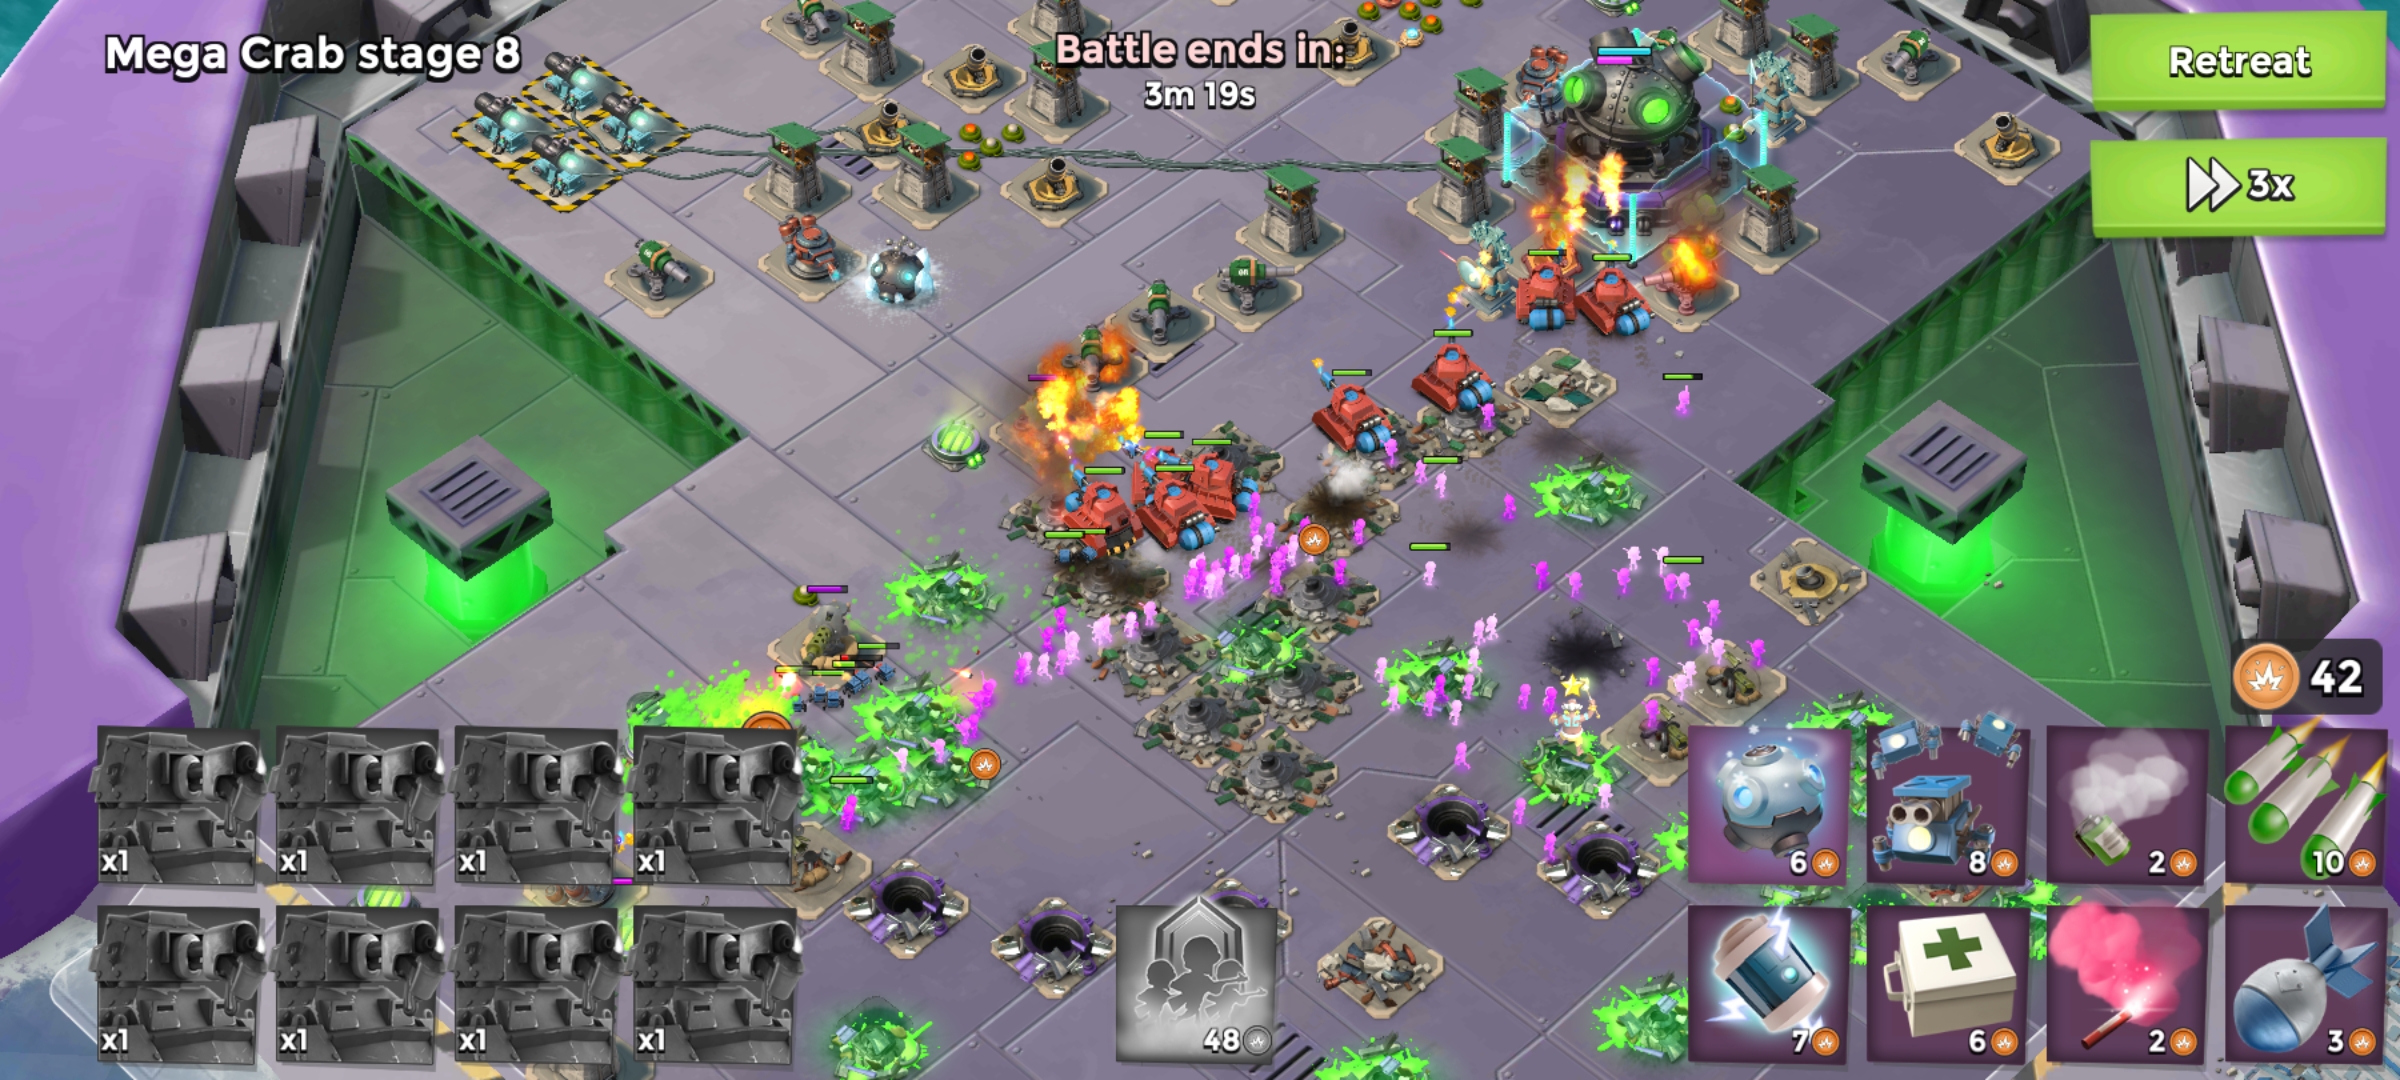 Mega Crab stage 8
Battle ends in:
3m 19s
Retreat
3x
42
x1
x1
x1
x1
6
8
2
10
x1
x1
x1
x1
48
7
6
2
3